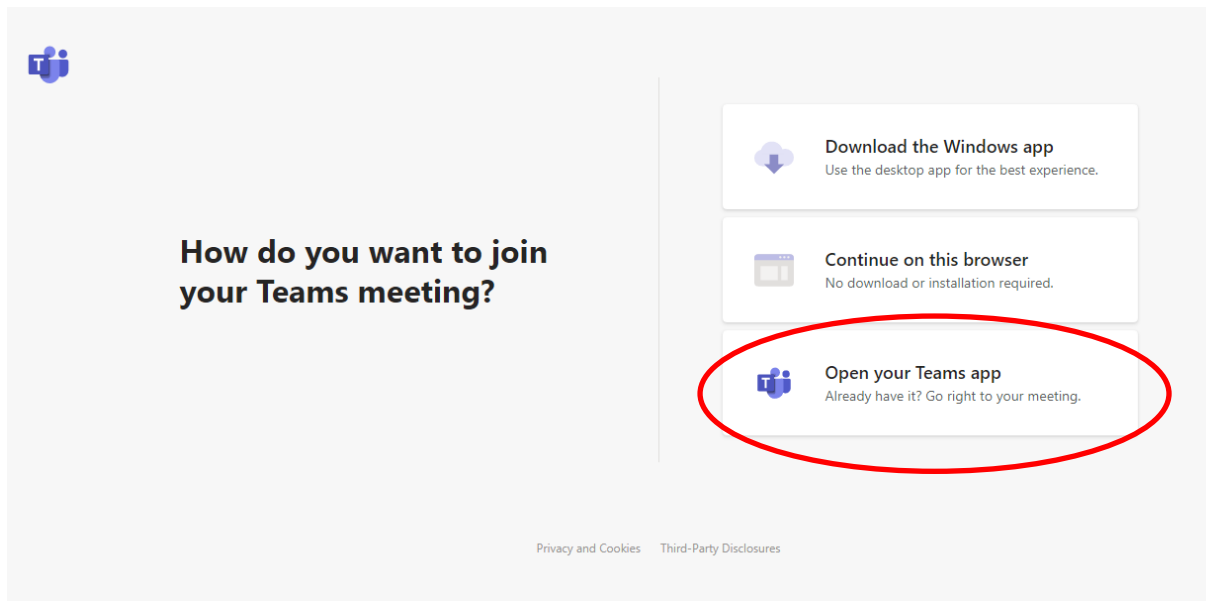 How do you want to join
your Teams meeting?
Download the Windows app
Use the desktop app for the best experience.
Continue on this browser
No download or installation required.
Open your Teams app
Already have it? Go right to your meeting.
Privacy and Cookies Third-Party Disclosures